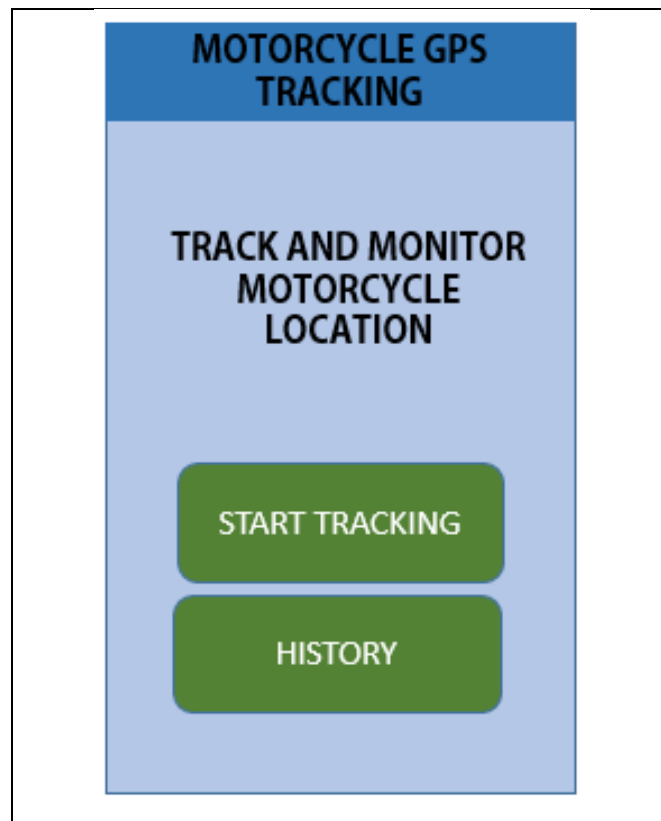 MOTORCYCLE GPS
TRACKING
TRACK AND MONITOR
MOTORCYCLE
LOCATION
START TRACKING
HISTORY